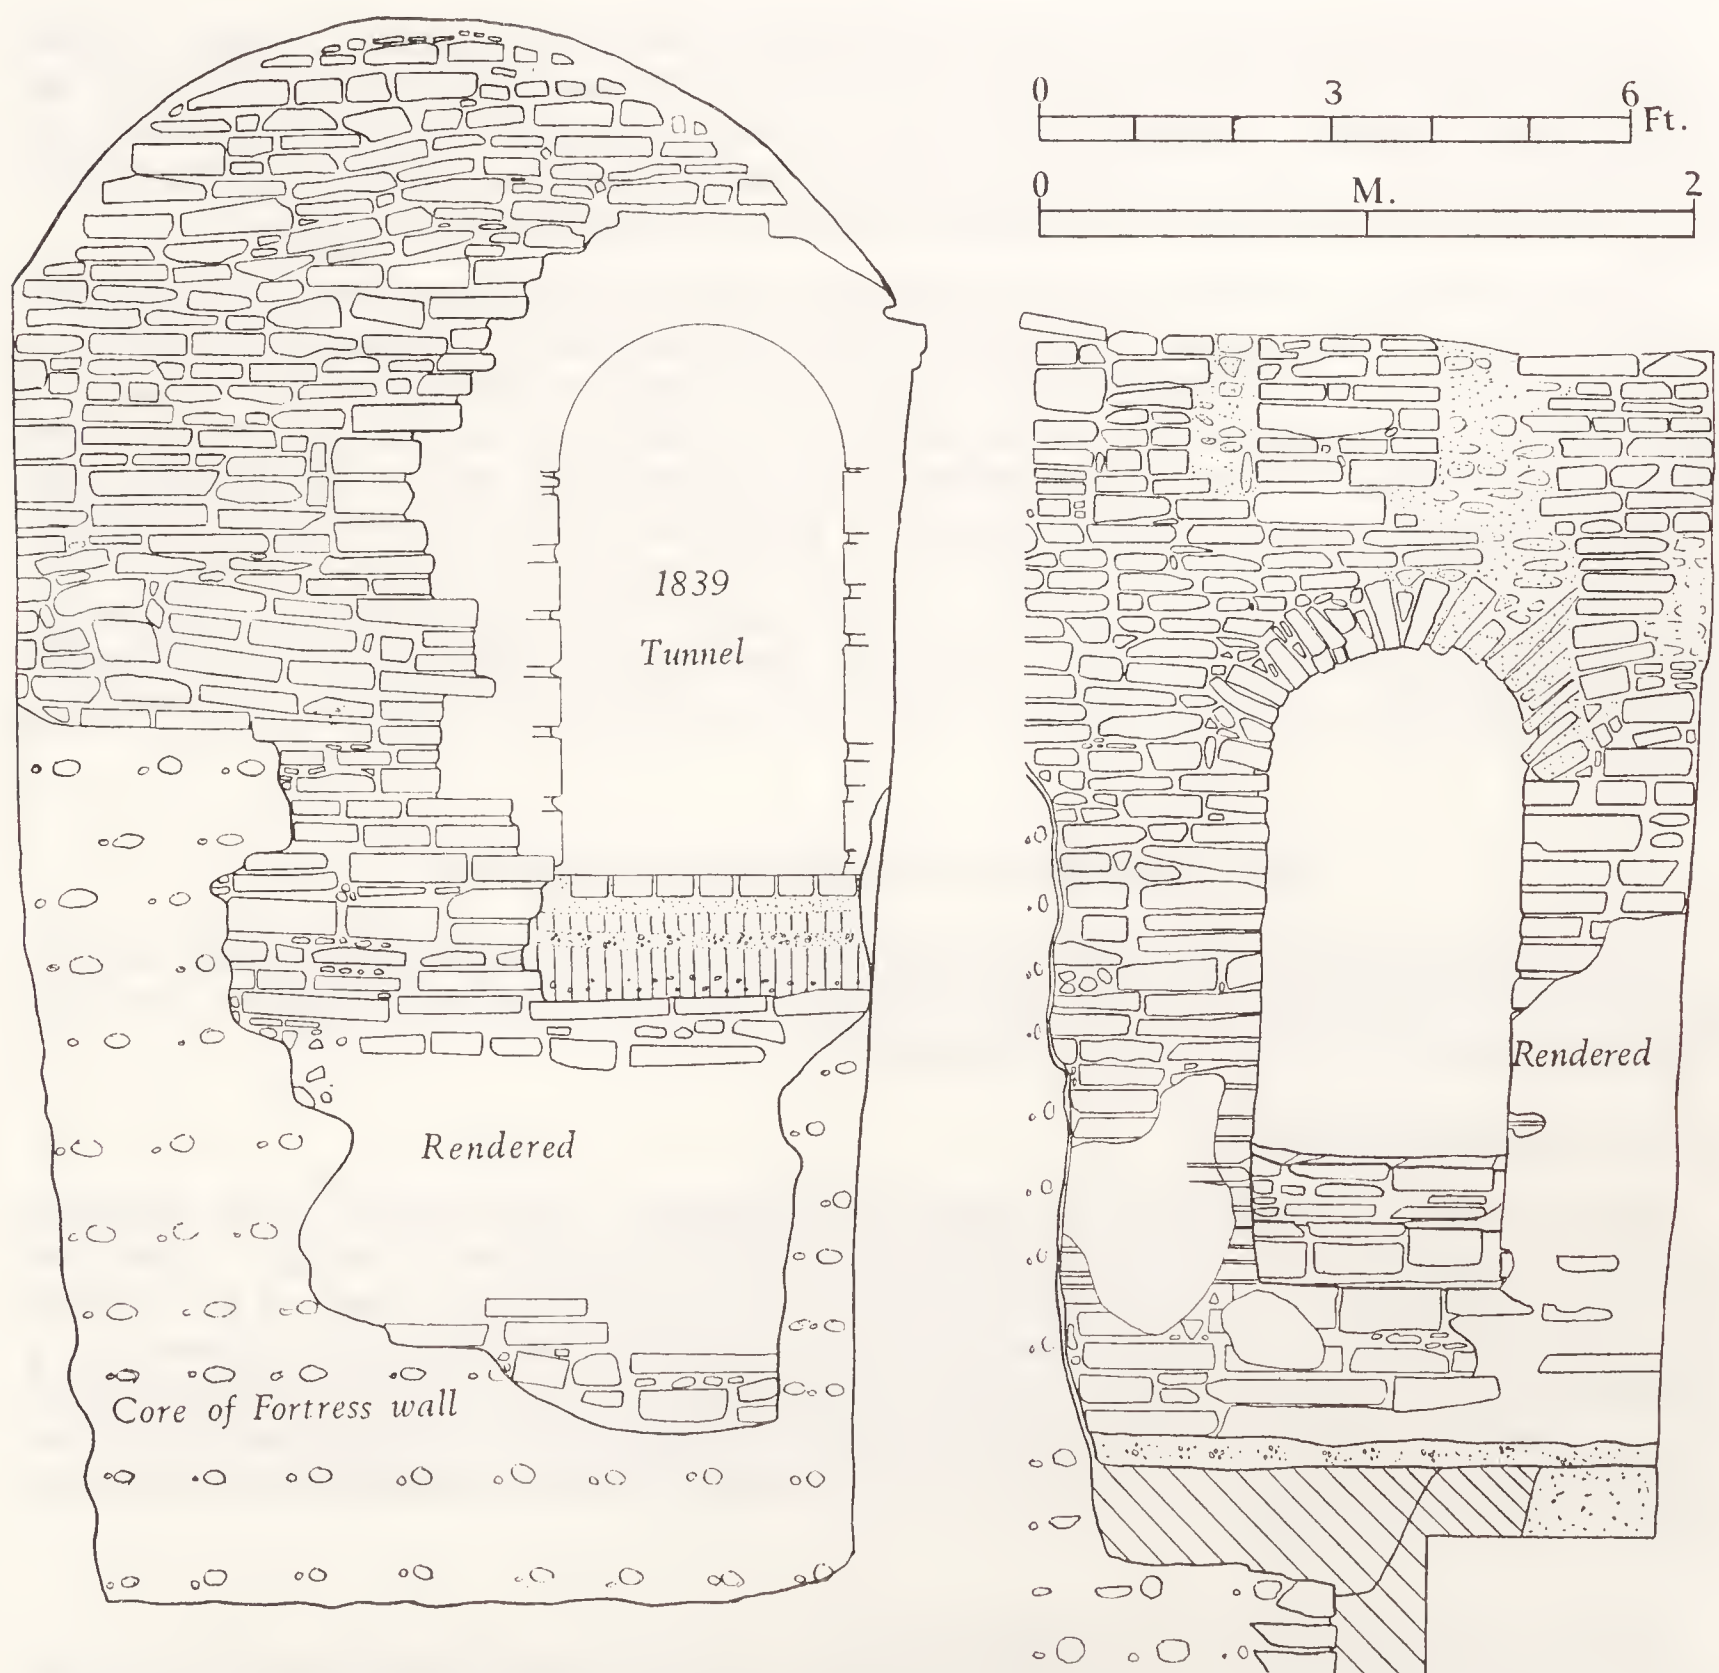 0 3 6 Ft.
0 M. 2
1839
Tunnel
Rendered
Rendered
Core of Fortress wall